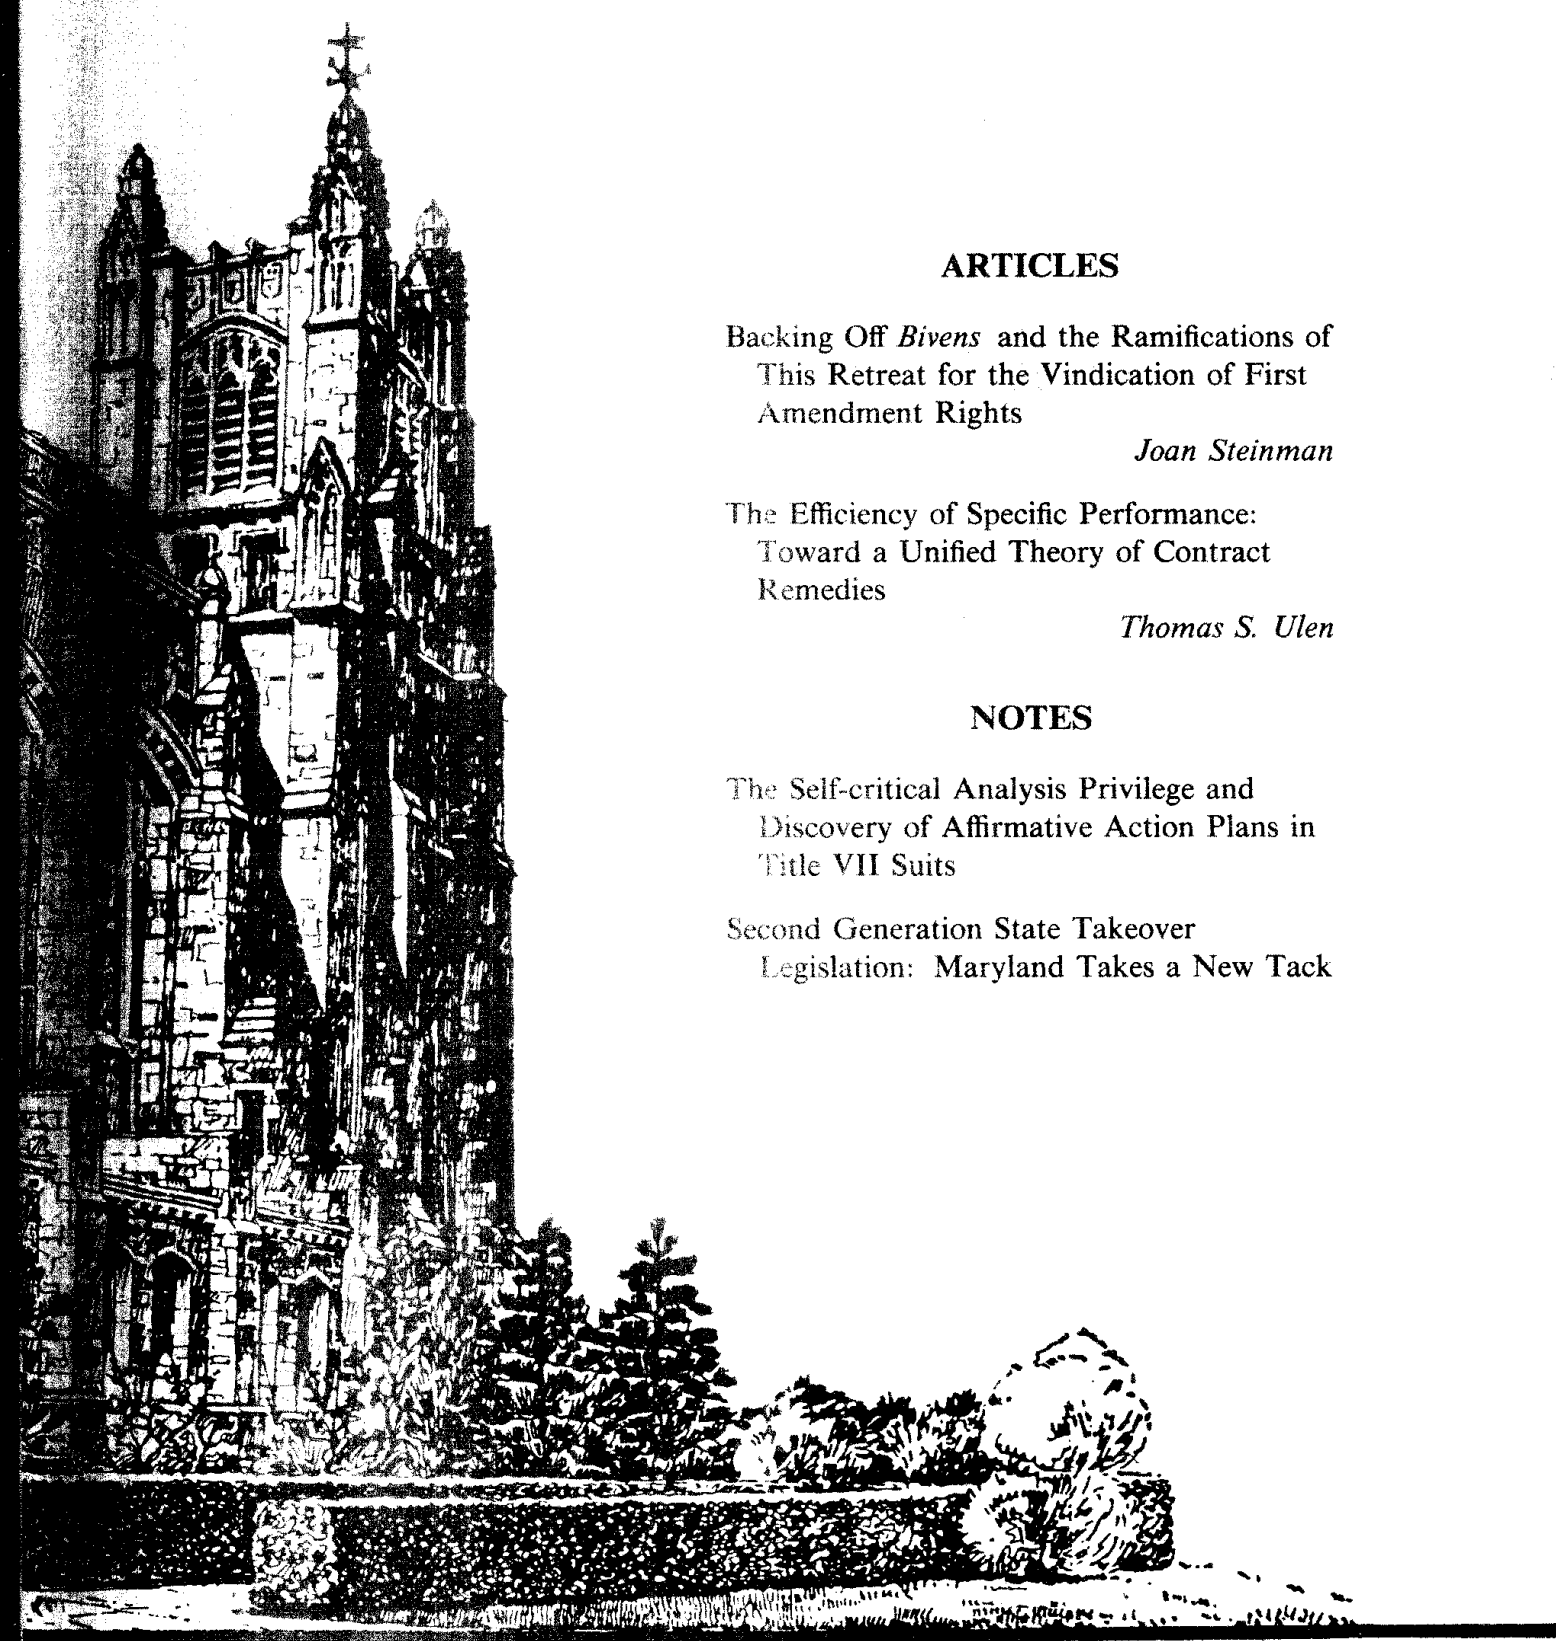 ARTICLES
Backing Off Bivens and the Ramifications of
This Retreat for the Vindication of First
Amendment Rights
Joan Steinman
The Efficiency of Specific Performance:
Toward a Unified Theory of Contract
Remedies
Thomas S. Ulen
NOTES
The Self-critical Analysis Privilege and
Discovery of Affirmative Action Plans in
Title VII Suits
Second Generation State Takeover
Legislation: Maryland Takes a New Tack